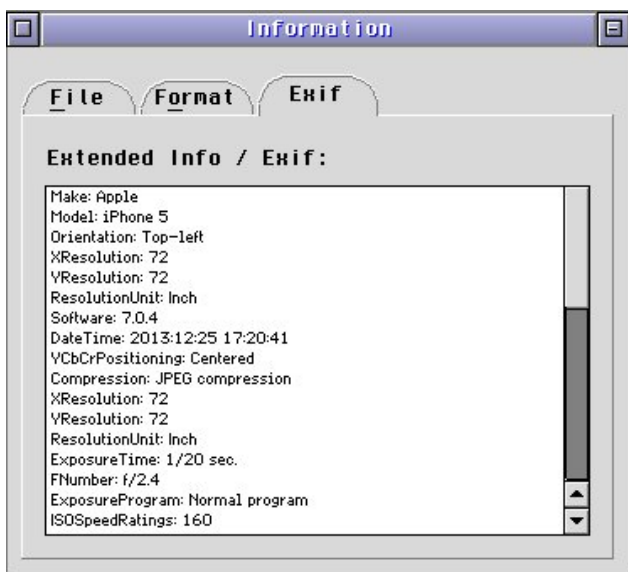 Information
File Format Exif
Extended Info / Exif:
Make: Apple
Model: iPhone 5
Orientation: Top-left
XResolution: 72
YResolution: 72
ResolutionUnit: Inch
Software: 7.0.4
DateTime: 2013:12:25 17:20:41
YCbCrPositioning: Centered
Compression: JPEG compression
XResolution: 72
YResolution: 72
ResolutionUnit: Inch
ExposureTime: 1/20 sec.
FNumber: f/2.4
ExposureProgram: Normal program
ISOSpeedRatings: 160